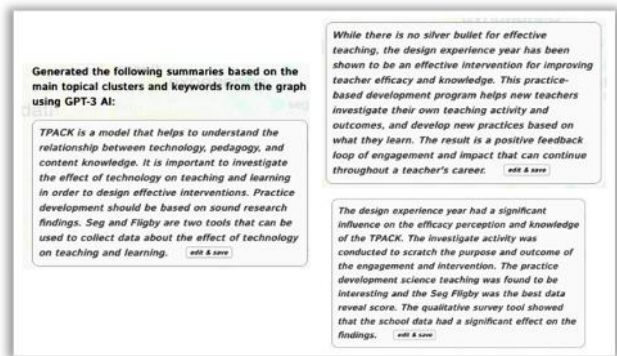 Generated the following summaries based on the
main topical clusters and keywords from the graph
using GPT-3 AI:
TPACK is a model that helps to understand the
relationship between technology, pedagogy, and
content knowledge. It is important to investigate
the effect of technology on teaching and learning
in order to design effective interventions. Practice
development should be based on sound research
findings. Seg and Fligby are two tools that can be
used to collect data about the effect of technology
on teaching and learning. edit & save
While there is no silver bullet for effective
teaching, the design experience year has been
shown to be an effective intervention for improving
teacher efficacy and knowledge. This practice-
based development program helps new teachers
investigate their own teaching activity and
outcomes, and develop new practices based on
what they learn. The result is a positive feedback
loop of engagement and impact that can continue
throughout a teacher's career. edit & save
The design experience year had a significant
influence on the efficacy perception and knowledge
of the TPACK. The investigate activity was
conducted to scratch the purpose and outcome of
the engagement and intervention. The practice
development science teaching was found to be
interesting and the Seg Fligby was the best data
reveal score. The qualitative survey tool showed
that the school data had a significant effect on the
findings. edit & save